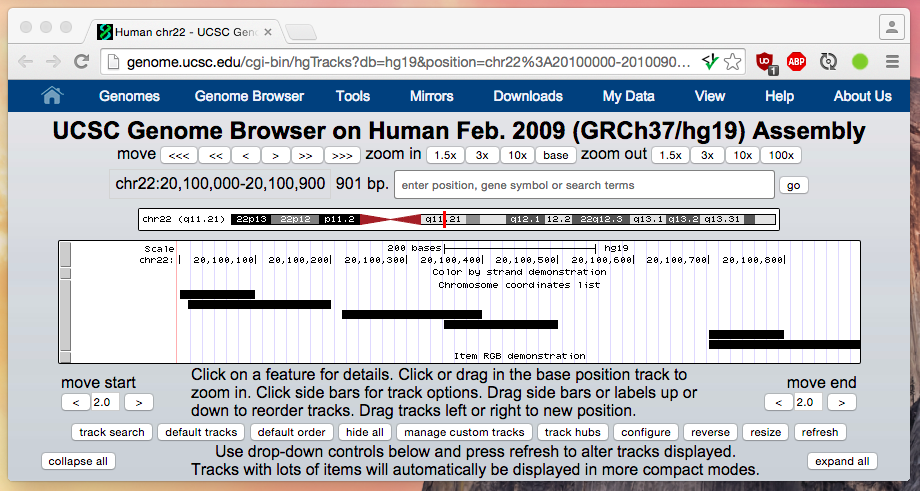 Human chr22 - UCSC Gen
genome.ucsc.edu/cgi-bin/hgTracks?db=hg19&position=chr22%3A20100000-2010090...
UD
1
ABP
Genomes Genome Browser Tools Mirrors Downloads My Data View Help About Us
UCSC Genome Browser on Human Feb. 2009 (GRCh37/hg19) Assembly
move <<< << < > >> >>> zoom in 1.5x 3x 10x base zoom out 1.5x 3x 10x 100x
chr22:20,100,000-20,100,900 901 bp. enter position, gene symbol or search terms go
chr22 (q11.21) 22p13 22p12 p11.2 q11.21 q12.1 12.2 22q12.3 q13.1 q13.2 q13.31
Scale 200 bases hg19
chr22: 20,100,100 20,100,200 20,100,300 20,100,400 20,100,500 20,100,600 20,100,700 20,100,800
Color by strand demonstration
Chromosome coordinates list
Item RGB demonstration
move start
< 2.0 >
Click on a feature for details. Click or drag in the base position track to
zoom in. Click side bars for track options. Drag side bars or labels up or
down to reorder tracks. Drag tracks left or right to new position.
move end
< 2.0 >
track search default tracks default order hide all manage custom tracks track hubs configure reverse resize refresh
collapse all
Use drop-down controls below and press refresh to alter tracks displayed.
Tracks with lots of items will automatically be displayed in more compact modes.
expand all